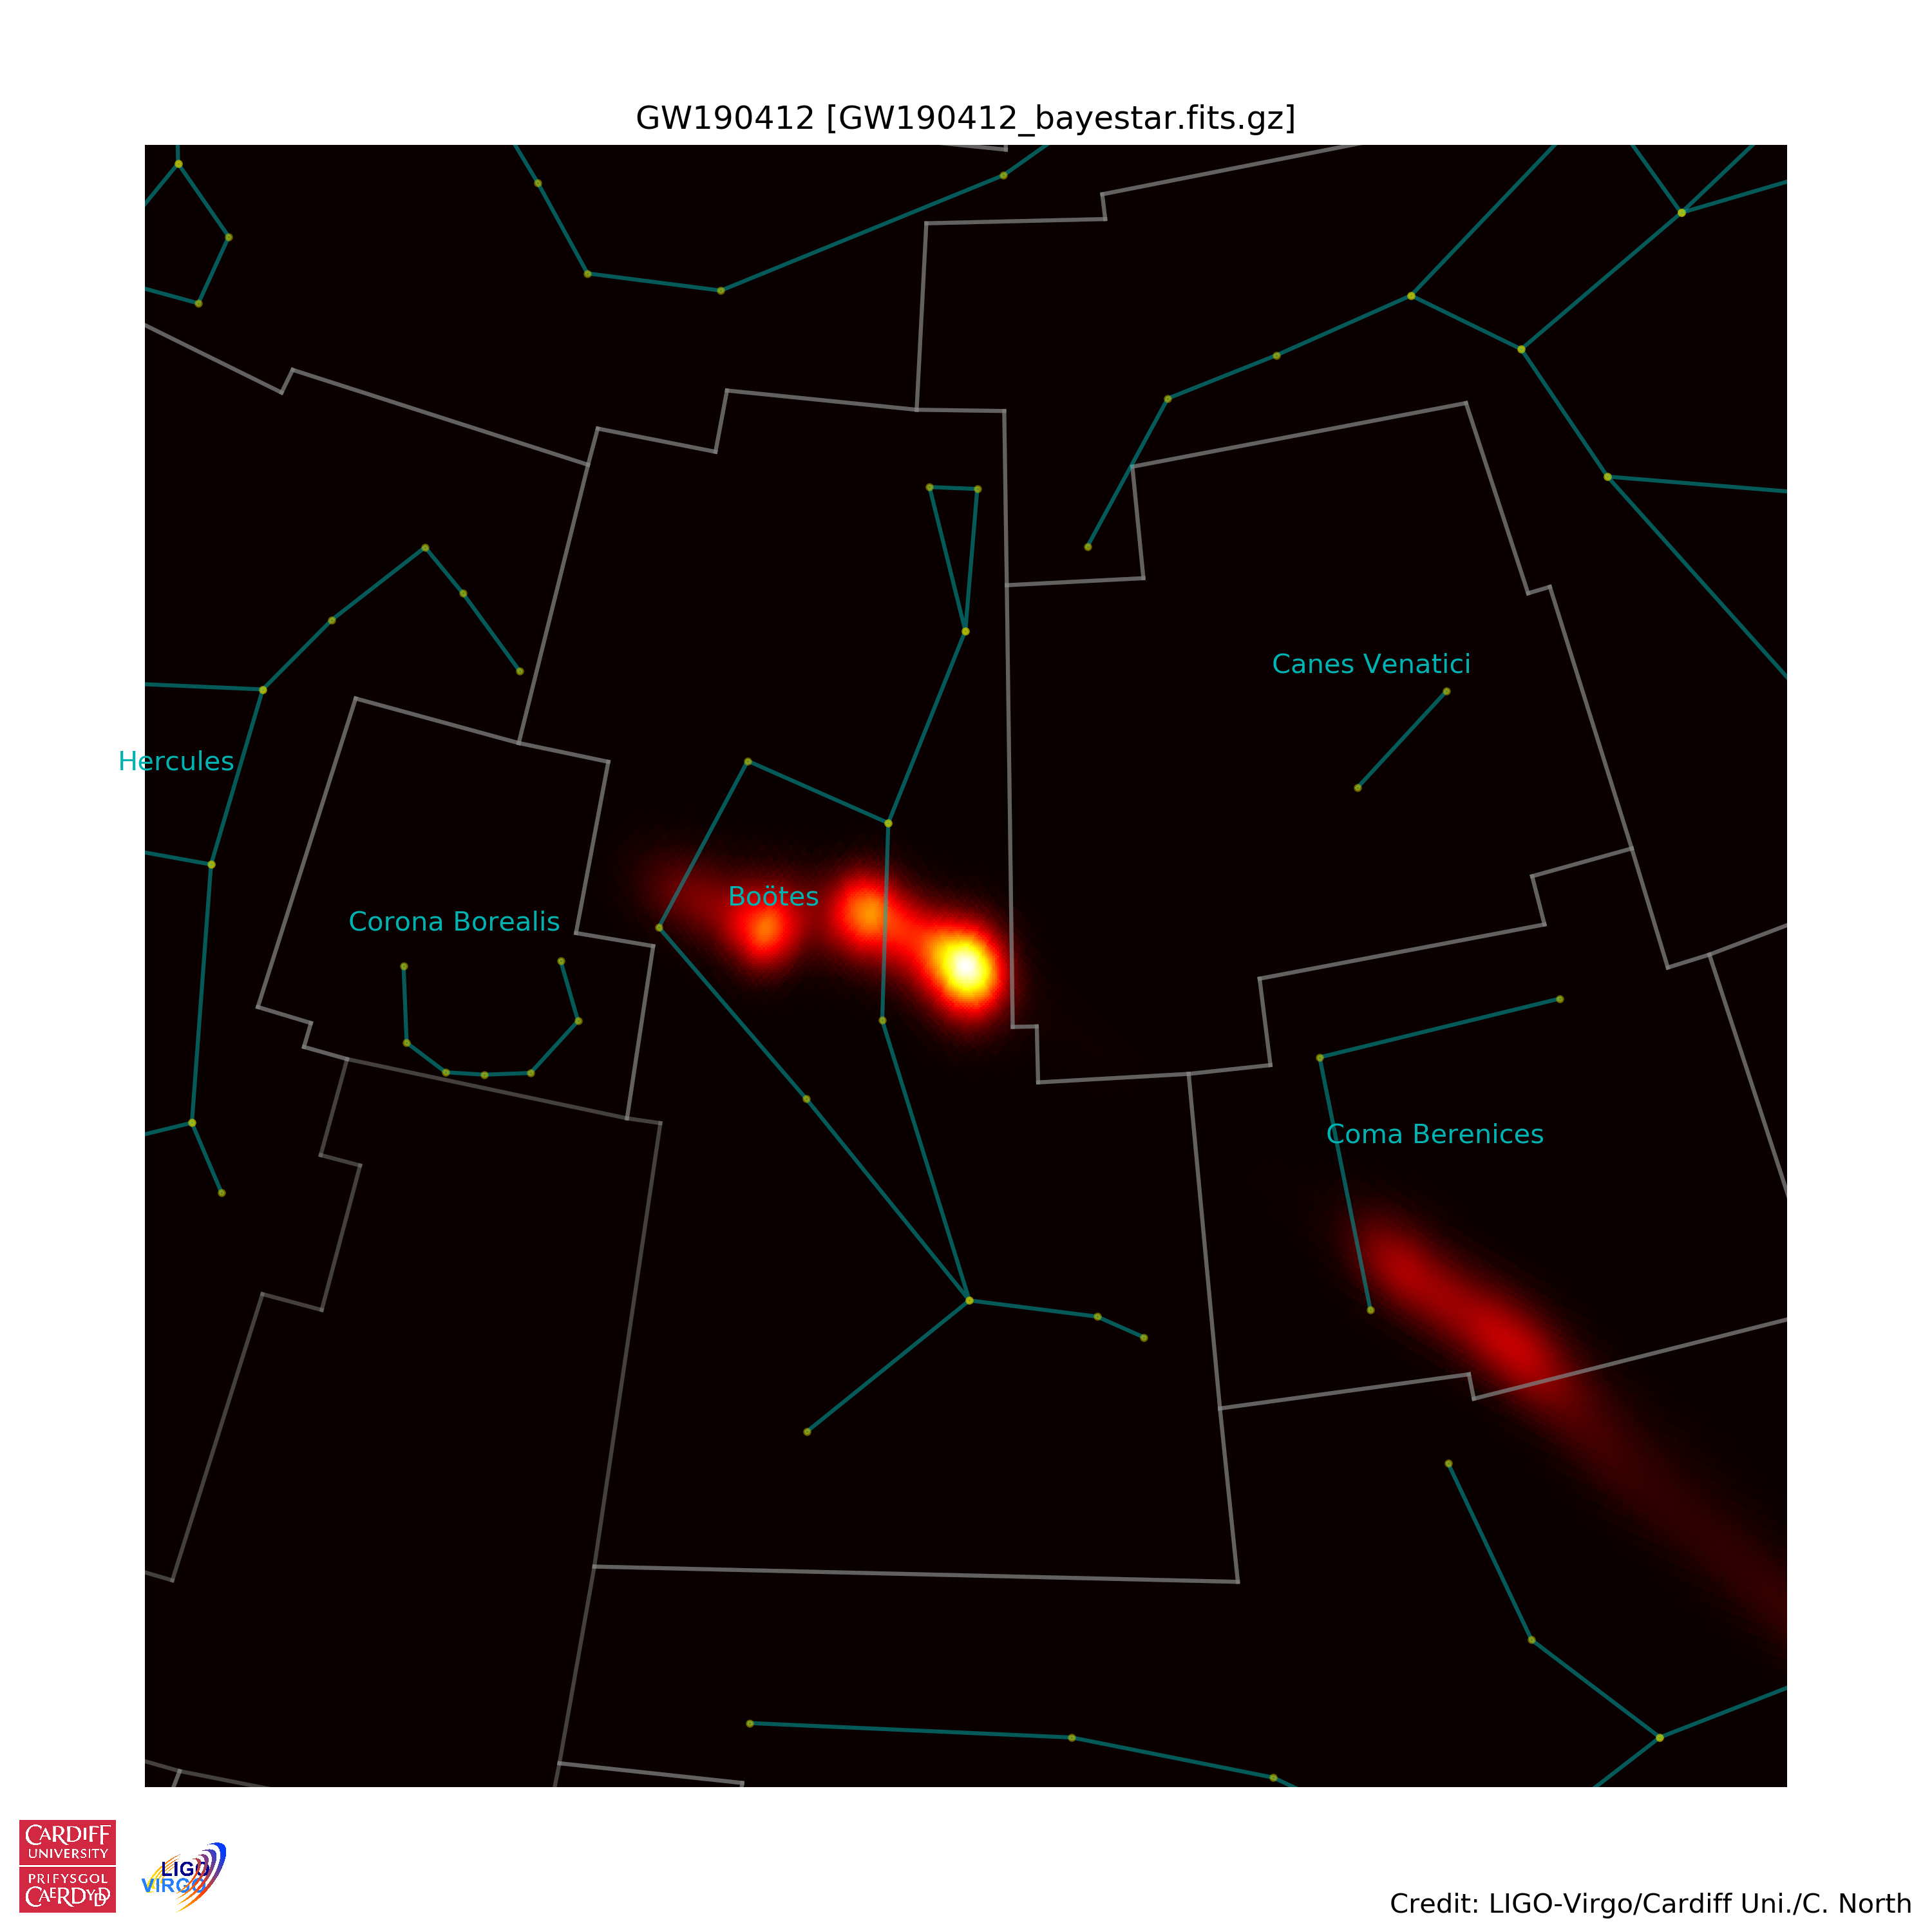 GW190412 [GW190412_bayestar.fits.gz]
Canes Venatici
Hercules
Boötes
Corona Borealis
Coma Berenices
CARDIFF
UNIVERSITY
PRIFYSGOL
CAERDYDD
LIGO
VIRGO
Credit: LIGO-Virgo/Cardiff Uni./C. North